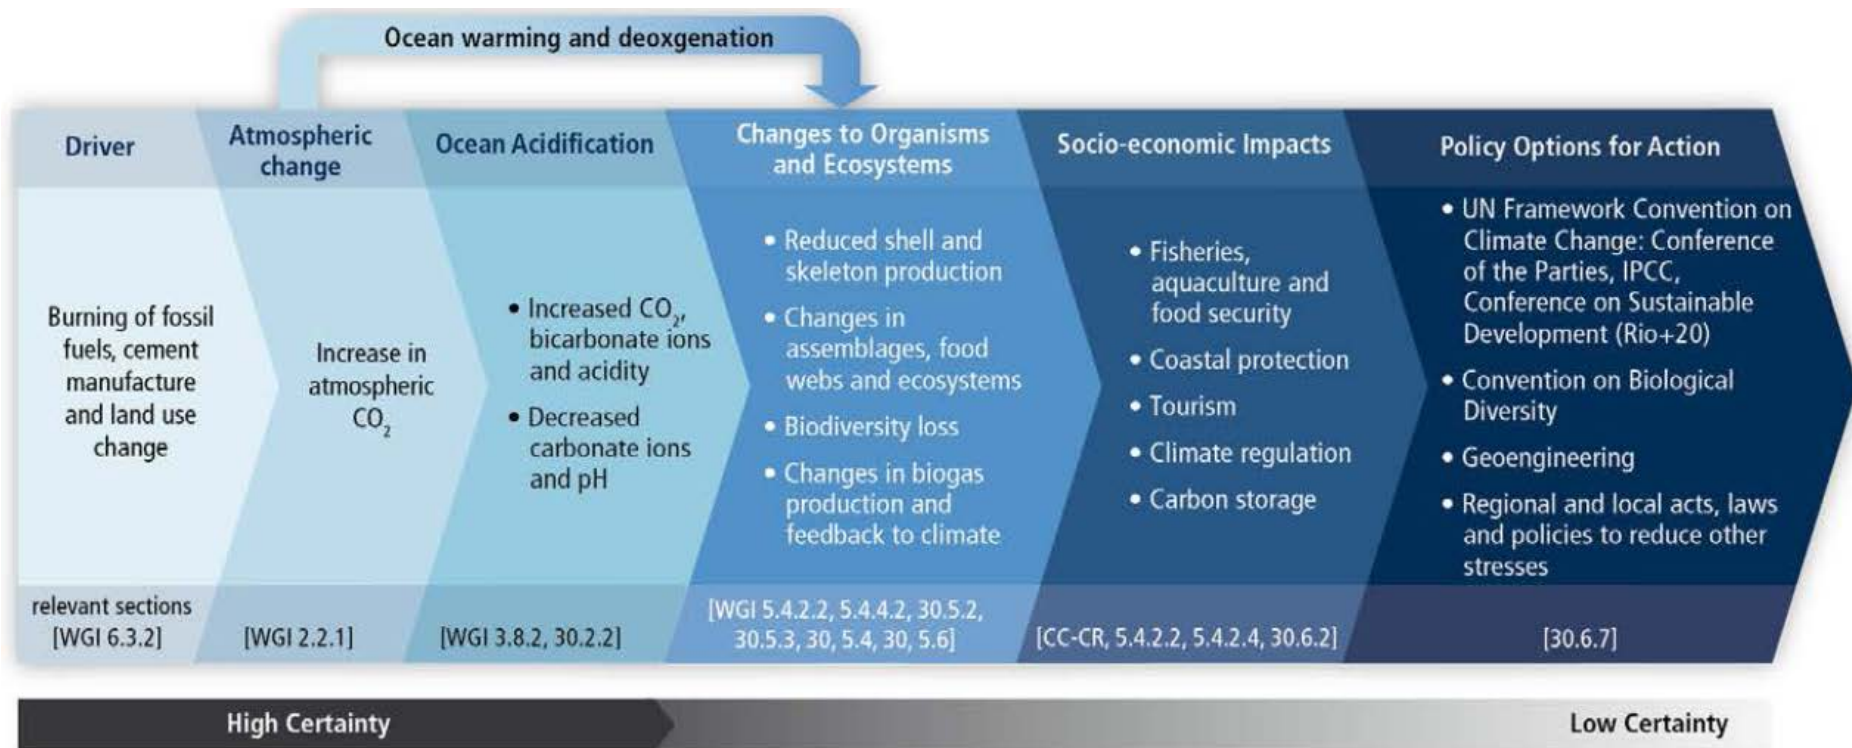 Ocean warming and deoxgenation
Driver
Burning of fossil
fuels, cement
manufacture
and land use
change
relevant sections
[WGI 6.3.2]
Atmospheric
change
Increase in
atmospheric
CO₂
[WGI 2.2.1]
Ocean Acidification
• Increased CO₂,
bicarbonate ions
and acidity
• Decreased
carbonate ions
and pH
[WGI 3.8.2, 30.2.2]
Changes to Organisms
and Ecosystems
• Reduced shell and
skeleton production
• Changes in
assemblages, food
webs and ecosystems
• Biodiversity loss
• Changes in biogas
production and
feedback to climate
[WGI 5.4.2.2, 5.4.4.2, 30.5.2,
30.5.3, 30, 5.4, 30, 5.6]
Socio-economic Impacts
• Fisheries,
aquaculture and
food security
• Coastal protection
• Tourism
• Climate regulation
• Carbon storage
[CC-CR, 5.4.2.2, 5.4.2.4, 30.6.2]
Policy Options for Action
• UN Framework Convention on
Climate Change: Conference
of the Parties, IPCC,
Conference on Sustainable
Development (Rio+20)
• Convention on Biological
Diversity
• Geoengineering
• Regional and local acts, laws
and policies to reduce other
stresses
[30.6.7]
High Certainty
Low Certainty